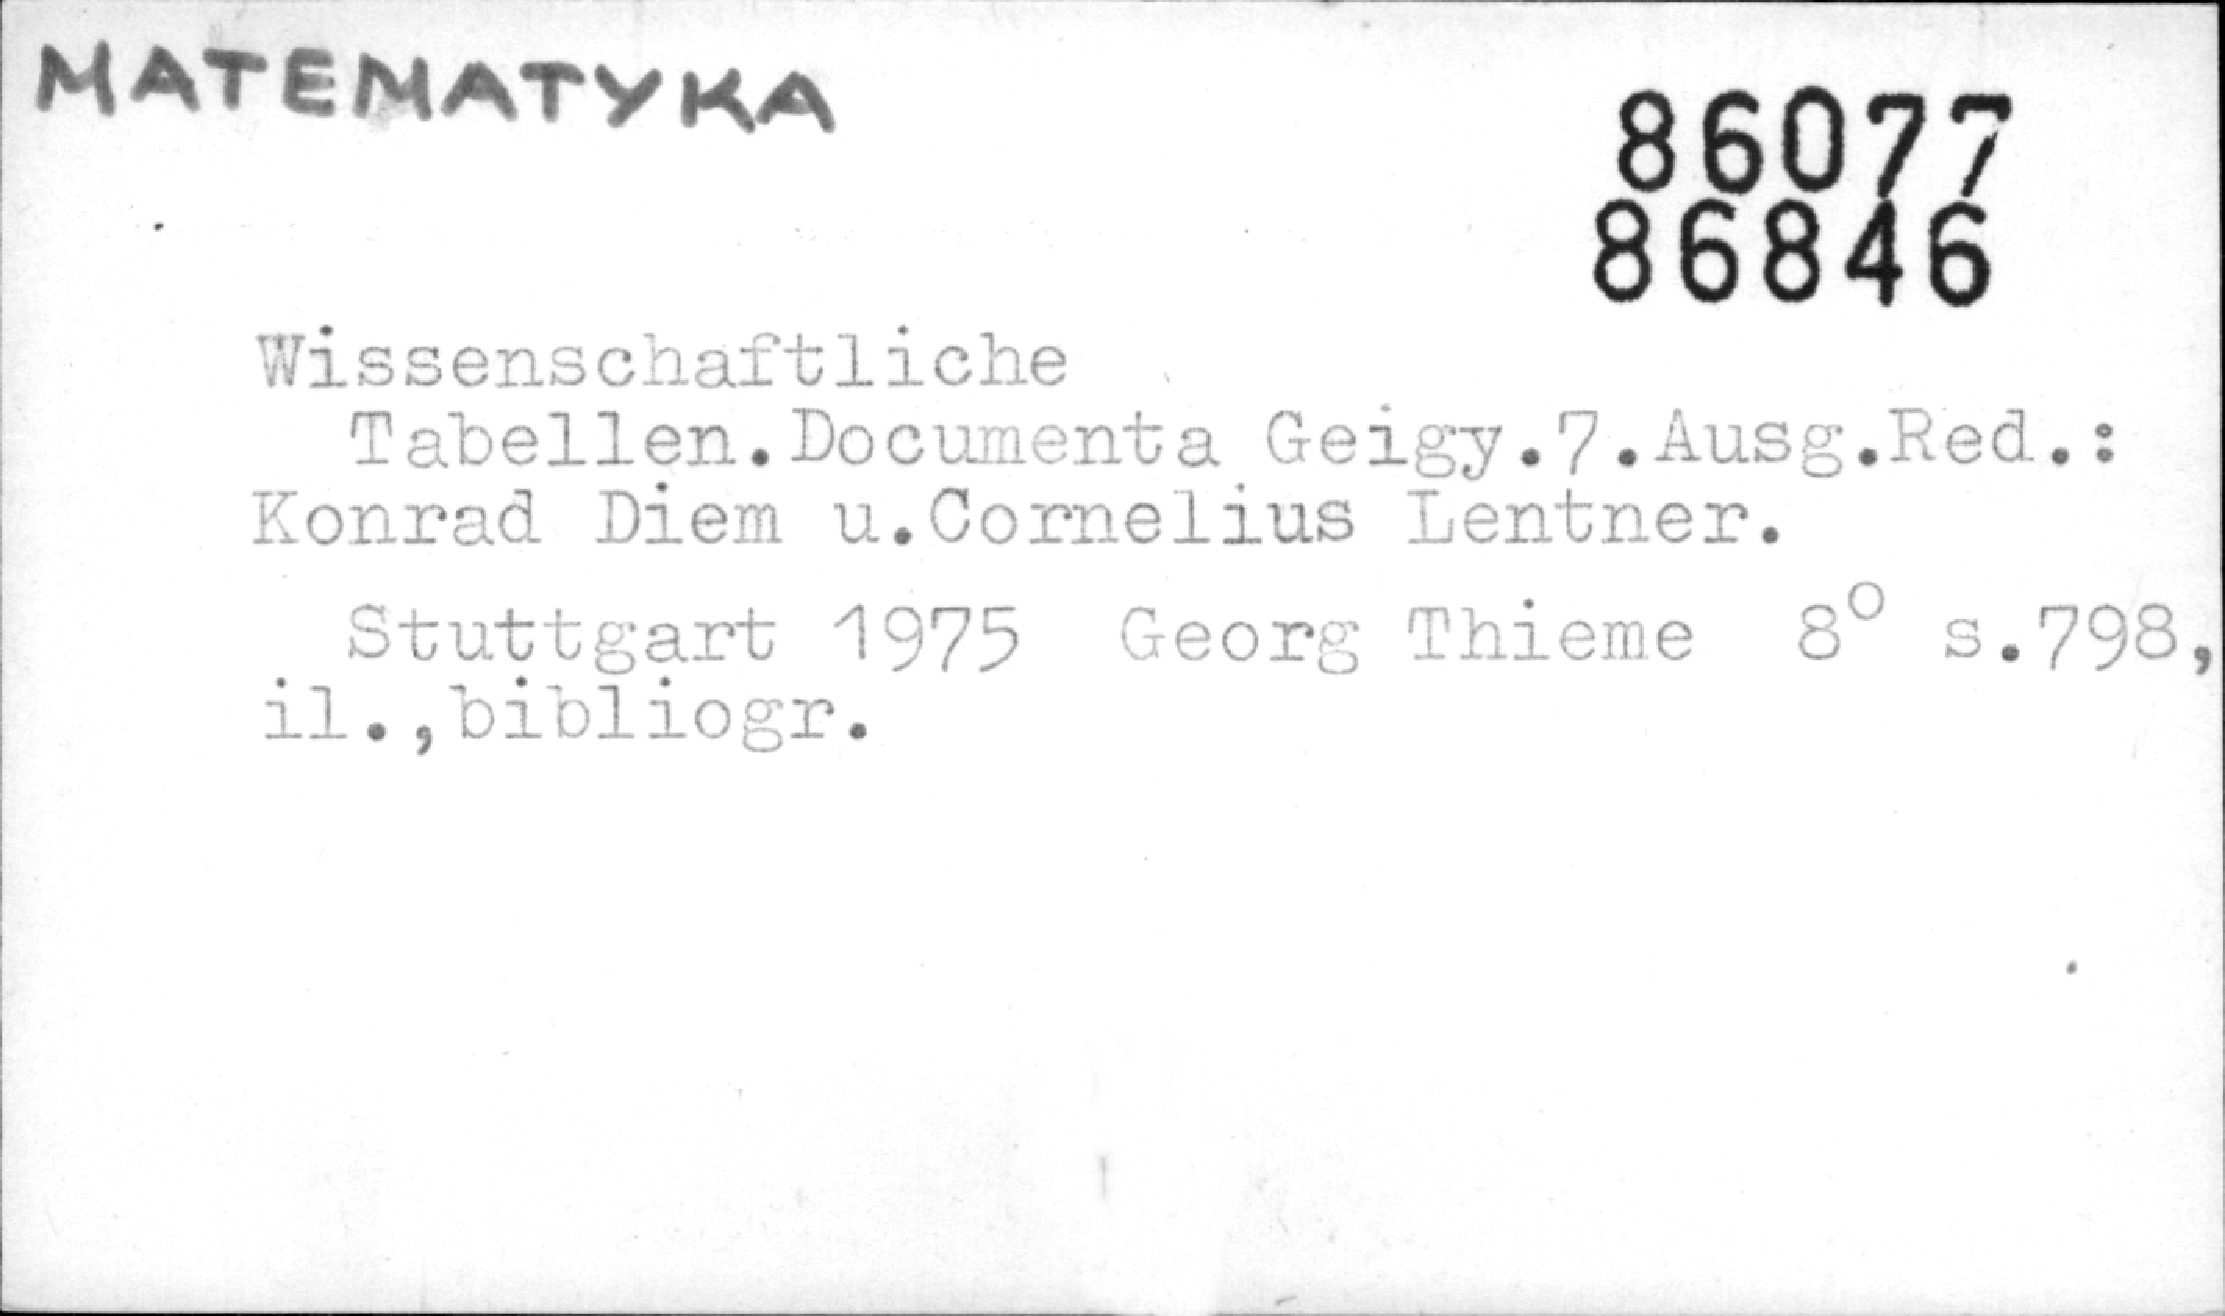 MATEMATYKA
86077
86846
Wissenschaftliche
Tabellen.Documenta Geigy.7.Ausg.Red.:
Konrad Diem u.Cornelius Lentner.
Stuttgart 1975 Georg Thieme 8° s.798,
il.,bibliogr.